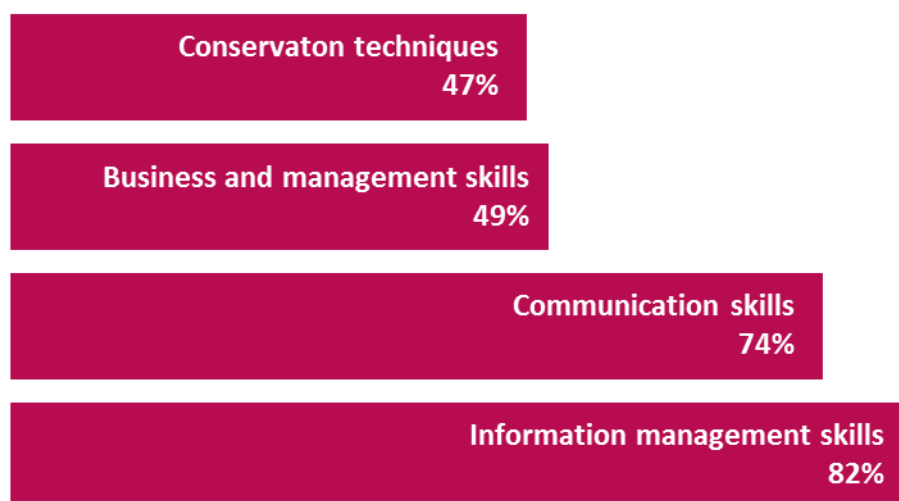 Conservaton techniques
47%
Business and management skills
49%
Communication skills
74%
Information management skills
82%